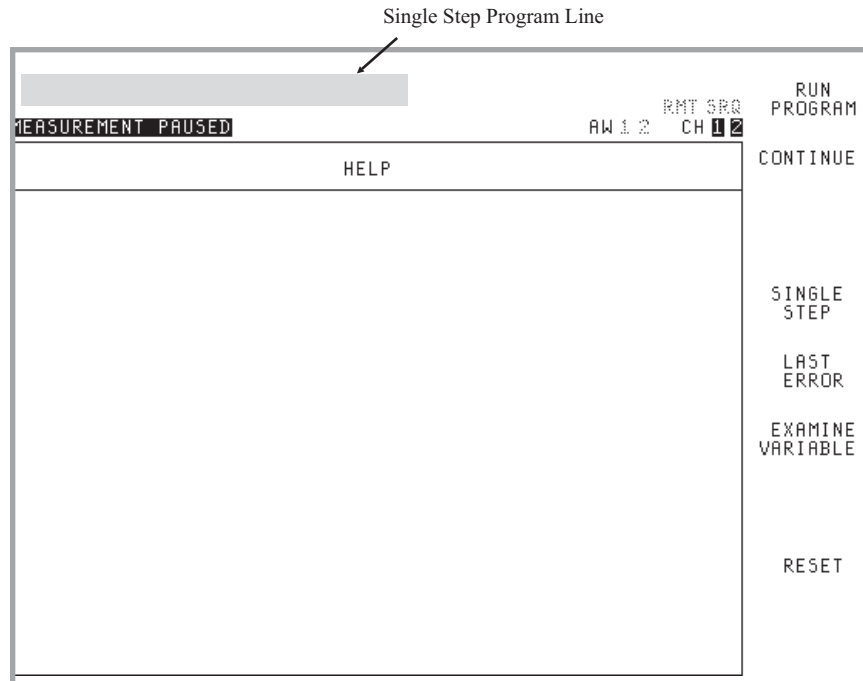 Single Step Program Line
RMT SRQ
MEASUREMENT PAUSED
AW 1 2 CH 1 2
HELP
RUN
PROGRAM
CONTINUE
SINGLE
STEP
LAST
ERROR
EXAMINE
VARIABLE
RESET